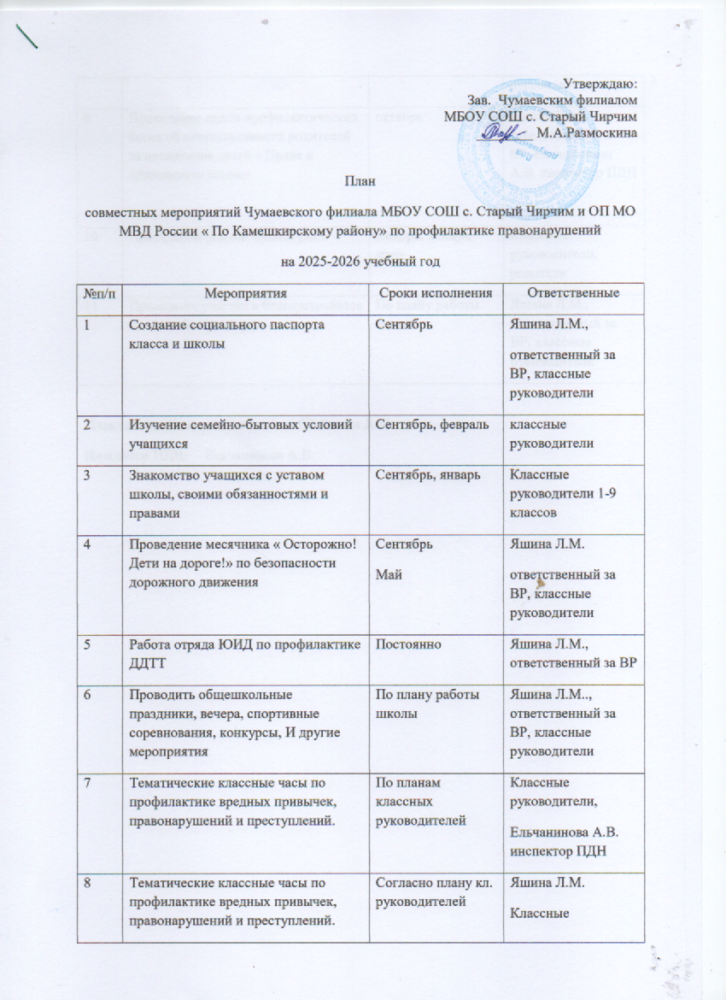 Утверждаю:
Зав. Чумаевским филиалом
МБОУ СОШ с. Старый Чирчим
М.А.Размоскина
Для
документов
План
совместных мероприятий Чумаевского филиала МБОУ СОШ с. Старый Чирчим и ОП МО
МВД России « По Камешкирскому району» по профилактике правонарушений
на 2025-2026 учебный год
№п/п Мероприятия Сроки исполнения Ответственные
1 Создание социального паспорта Сентябрь Яшина Л.М.,
класса и школы ответственный за
ВР, классные
руководители
2 Изучение семейно-бытовых условий Сентябрь, февраль классные
учащихся руководители
3 Знакомство учащихся с уставом Сентябрь, январь Классные
школы, своими обязанностями и руководители 1-9
правами классов
4 Проведение месячника « Осторожно! Сентябрь Яшина Л.М.
Дети на дороге!» по безопасности Май ответственный за
дорожного движения ВР, классные
руководители
5 Работа отряда ЮИД по профилактике Постоянно Яшина Л.М.,
ДДТТ ответственный за ВР
6 Проводить общешкольные По плану работы Яшина Л.М..,
праздники, вечера, спортивные школы ответственный за
соревнования, конкурсы, И другие ВР, классные
мероприятия руководители
7 Тематические классные часы по По планам Классные
профилактике вредных привычек, классных руководители,
правонарушений и преступлений. руководителей Ельчанинова А.В.
инспектор ПДН
8 Тематические классные часы по Согласно плану кл. Яшина Л.М.
профилактике вредных привычек, руководителей Классные
правонарушений и преступлений.